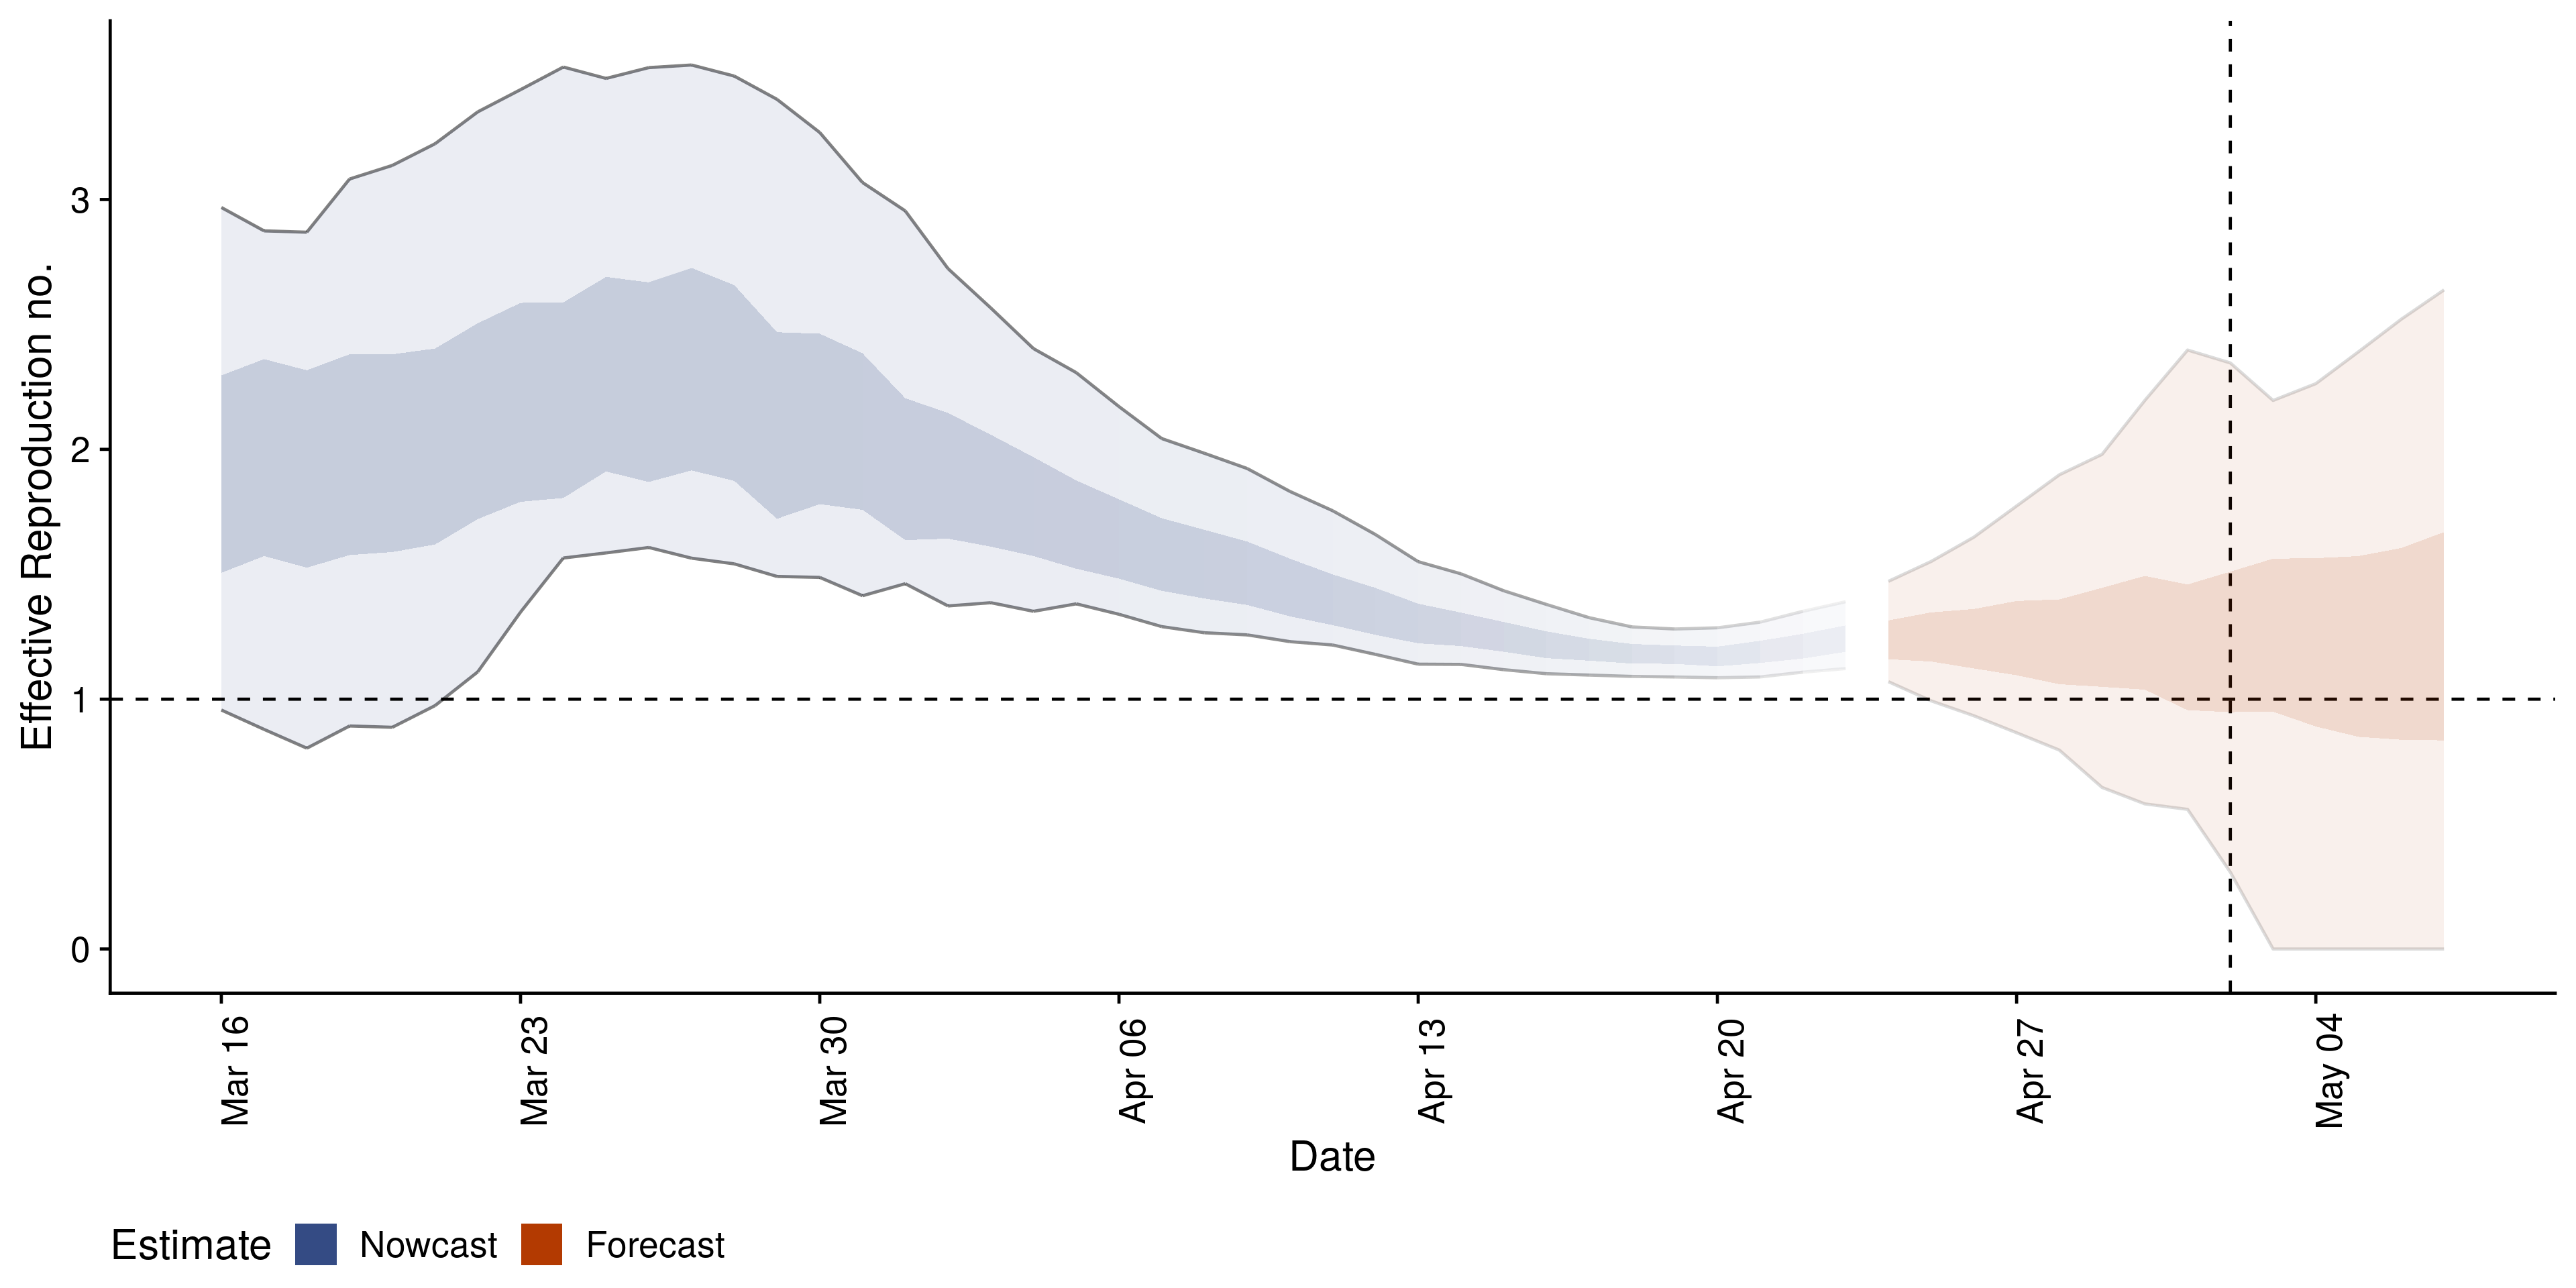 Effective Reproduction no.
3
2
1
0
Mar 16
Mar 23
Mar 30
Apr 06
Apr 13
Apr 20
Apr 27
May 04
Date
Estimate Nowcast Forecast